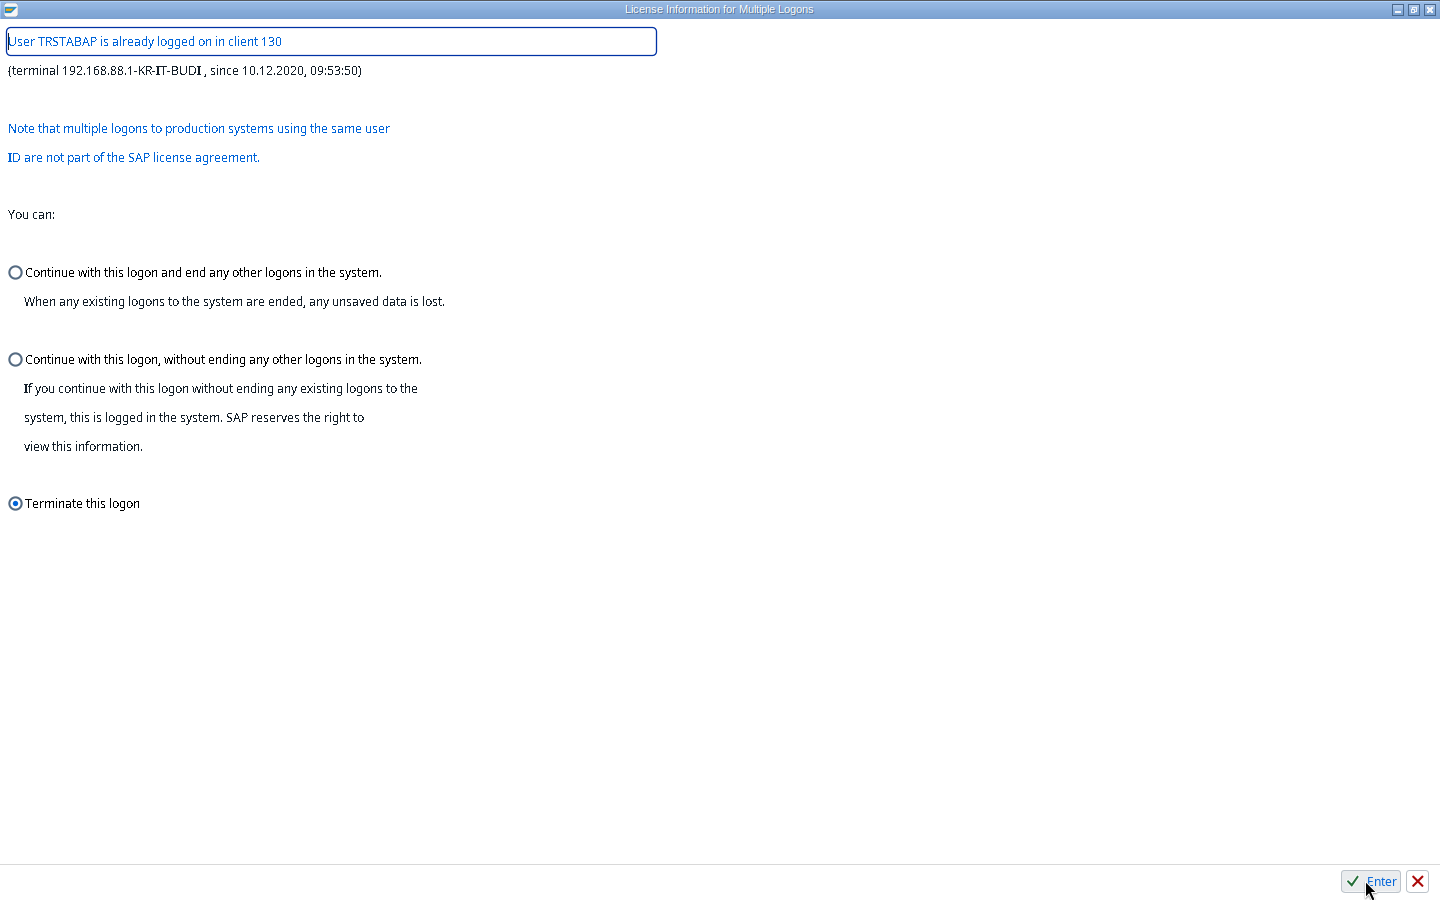 License Information for Multiple Logons
User TRSTABAP is already logged on in client 130
(terminal 192.168.88.1-KR-IT-BUDI , since 10.12.2020, 09:53:50)
Note that multiple logons to production systems using the same user
ID are not part of the SAP license agreement.
You can:
Continue with this logon and end any other logons in the system.
When any existing logons to the system are ended, any unsaved data is lost.
Continue with this logon, without ending any other logons in the system.
If you continue with this logon without ending any existing logons to the
system, this is logged in the system. SAP reserves the right to
view this information.
Terminate this logon
Enter